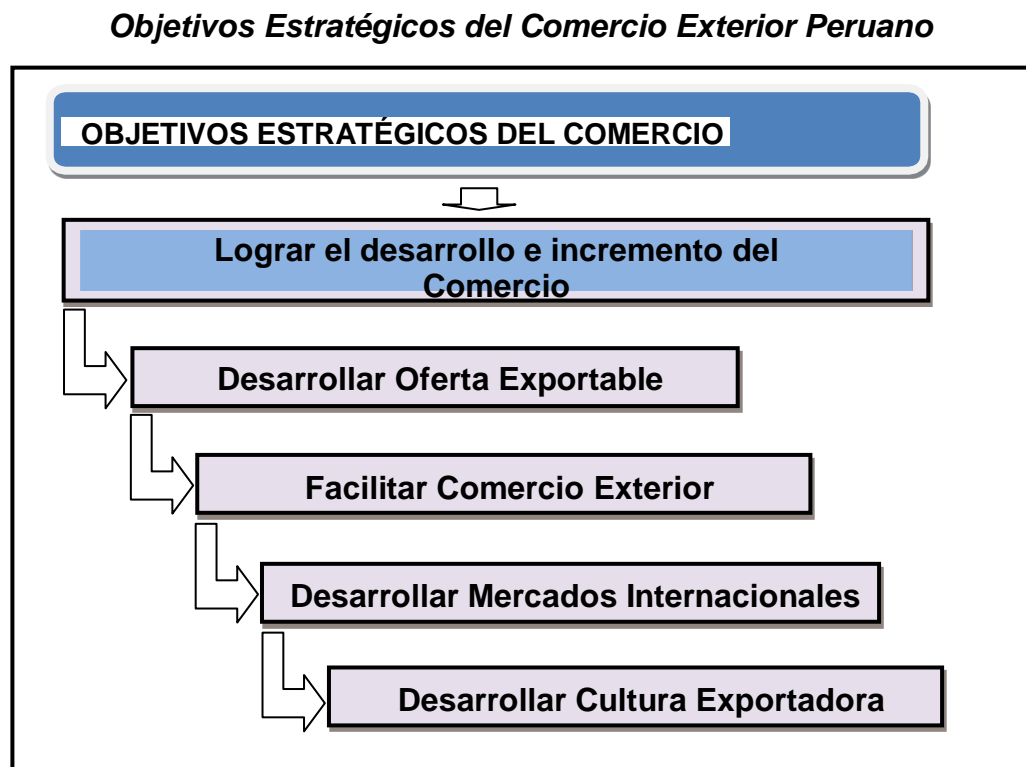 Objetivos Estratégicos del Comercio Exterior Peruano
OBJETIVOS ESTRATÉGICOS DEL COMERCIO
Lograr el desarrollo e incremento del
Comercio
Desarrollar Oferta Exportable
Facilitar Comercio Exterior
Desarrollar Mercados Internacionales
Desarrollar Cultura Exportadora